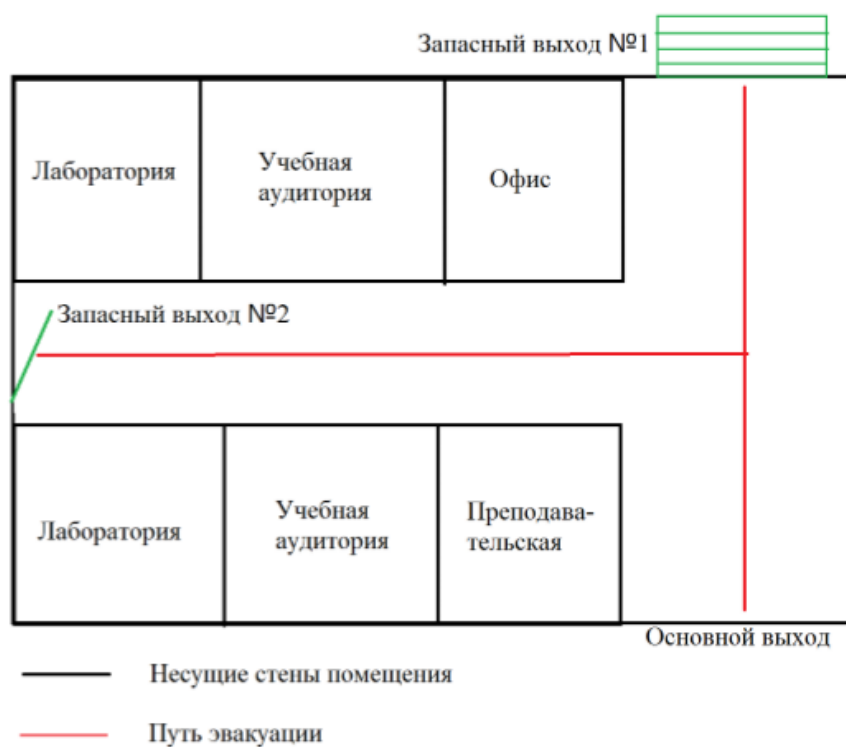 Запасный выход №1
Лаборатория
Учебная
аудитория
Офис
Запасный выход №2
Лаборатория
Учебная
аудитория
Преподава-
тельская
Основной выход
Несущие стены помещения
Путь эвакуации